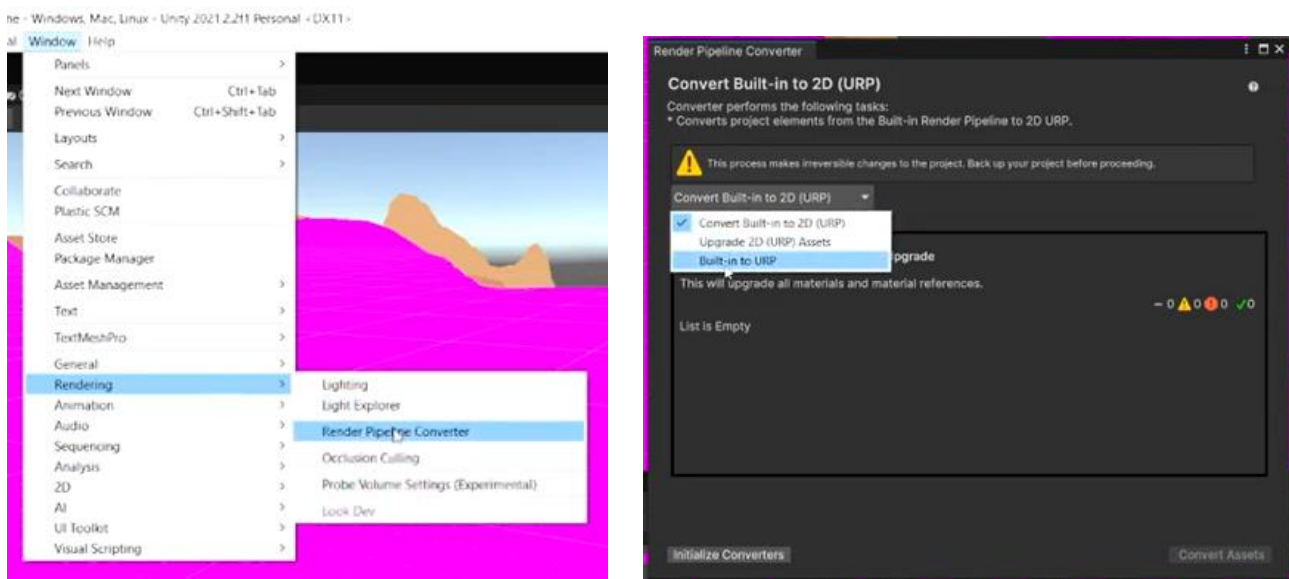 ne - Windows, Mac, Linux - Unity 2021.2.2f1 Personal <DX11>
al Window Help
Panels >
Next Window Ctrl+Tab
Previous Window Ctrl+Shift+Tab
Layouts >
Search >
Collaborate
Plastic SCM
Asset Store
Package Manager
Asset Management >
Text >
TextMeshPro >
General >
Rendering >
Animation >
Audio >
Sequencing >
Analysis >
2D >
AI >
UI Toolkit >
Visual Scripting >
Lighting
Light Explorer
Render Pipeline Converter
Occlusion Culling
Probe Volume Settings (Experimental)
Look Dev
Render Pipeline Converter
Convert Built-in to 2D (URP)
Converter performs the following tasks:
* Converts project elements from the Built-in Render Pipeline to 2D URP.
This process makes irreversible changes to the project. Back up your project before proceeding.
Convert Built-in to 2D (URP)
Convert Built-in to 2D (URP)
Upgrade 2D (URP) Assets
Built-in to URP
pgrade
This will upgrade all materials and material references.
– 0 0 0 0
List is Empty
Initialize Converters Convert Assets